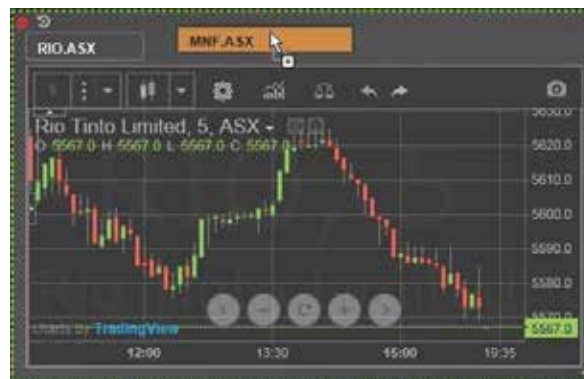 RIO.ASX
MNF.ASX
Rio Tinto Limited, 5, ASX
O 5567.0 H 5567.0 L 5567.0 C 5567.0
5630.0
5620.0
5610.0
5600.0
5590.0
5580.0
5567.0
charts by TradingView
12:00 13:30 15:00 19:35